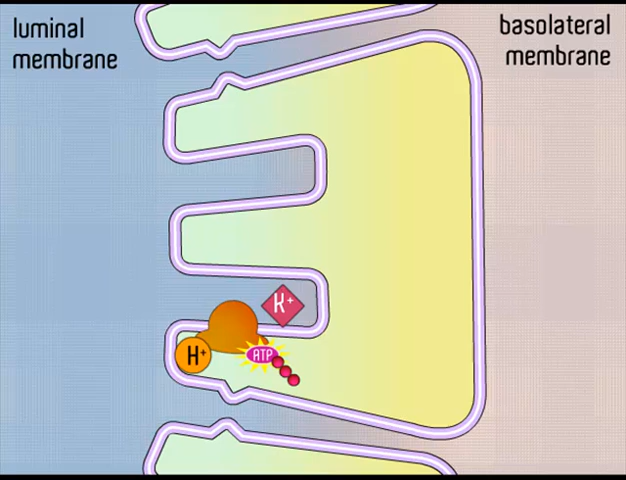 luminal
membrane
basolateral
membrane
K+
H+
ATP